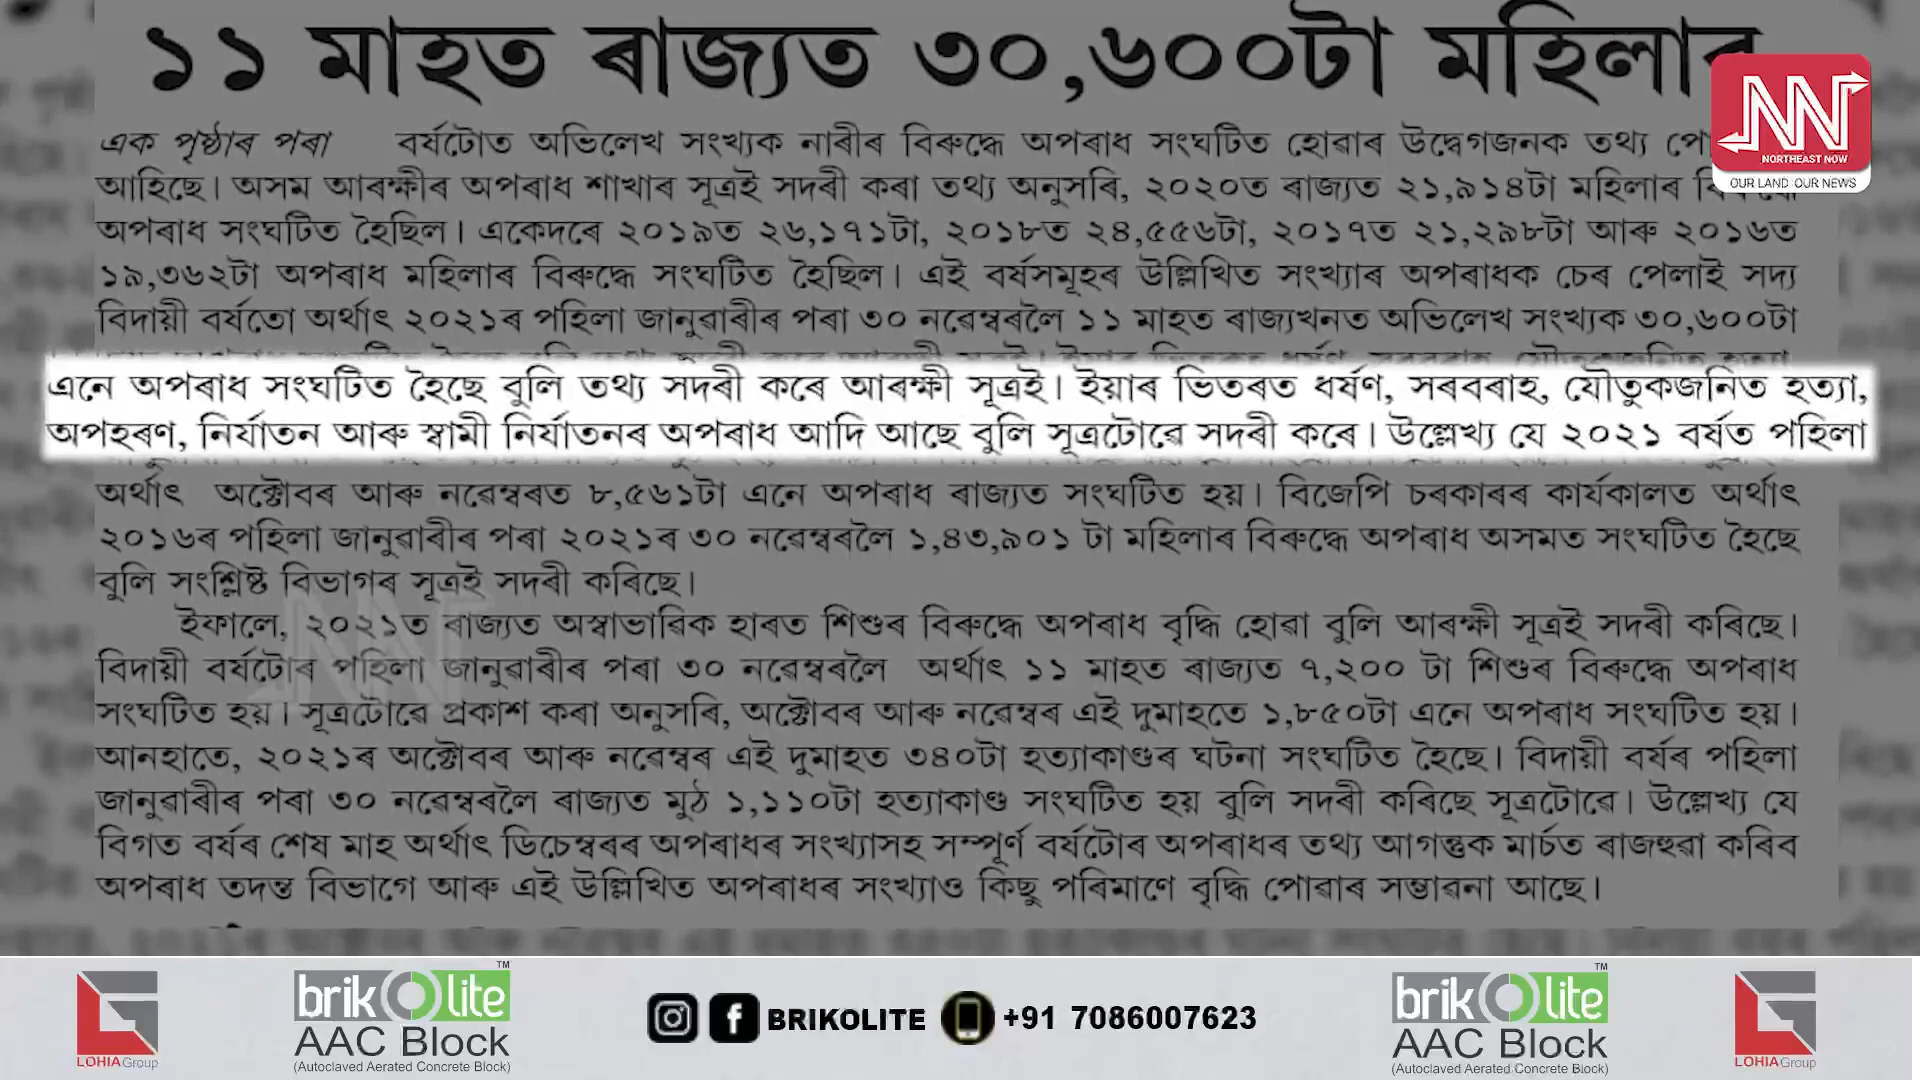 ১১ মাহত ৰাজ্যত ৩০,৬০০টা মহিলাৰ
এক পৃষ্ঠাৰ পৰা বৰ্ষটোত অভিলেখ সংখ্যক নাৰীৰ বিৰুদ্ধে অপৰাধ সংঘটিত হোৱাৰ উদ্বেগজনক তথ্য
আহিছে। অসম আৰক্ষীৰ অপৰাধ শাখাৰ সূত্ৰই সদৰী কৰা তথ্য অনুসৰি, ২০২০ত ৰাজ্যত ২১,৯১৪টা মহিলাৰ
অপৰাধ সংঘটিত হৈছিল। একেদৰে ২০১৯ত ২৬,১৭১টা, ২০১৮ত ২৪,৫৫৬টা, ২০১৭ত ২১,২৯৮টা আৰু ২০১৬ত
১৯,৩৬২টা অপৰাধ মহিলাৰ বিৰুদ্ধে সংঘটিত হৈছিল। এই বৰ্ষসমূহৰ উল্লিখিত সংখ্যাৰ অপৰাধক চেৰ পেলাই সদ্য
বিদায়ী বৰ্ষতো অৰ্থাৎ ২০২১ৰ পহিলা জানুৱাৰীৰ পৰা ৩০ নৱেম্বৰলৈ ১১ মাহত ৰাজ্যখনত অভিলেখ সংখ্যক ৩০,৬০০টা
এনে অপৰাধ সংঘটিত হৈছে বুলি তথ্য সদৰী কৰে আৰক্ষী সূত্ৰই। ইয়াৰ ভিতৰত ধৰ্ষণ, সৰবৰাহ, যৌতুকজনিত হত্যা,
অপহৰণ, নিৰ্যাতন আৰু স্বামী নিৰ্যাতনৰ অপৰাধ আদি আছে বুলি সূত্ৰটোৱে সদৰী কৰে। উল্লেখ্য যে ২০২১ বৰ্ষত পহিলা
অৰ্থাৎ অক্টোবৰ আৰু নৱেম্বৰত ৮,৫৬১টা এনে অপৰাধ ৰাজ্যত সংঘটিত হয়। বিজেপি চৰকাৰৰ কাৰ্যকালত অৰ্থাৎ
২০১৬ৰ পহিলা জানুৱাৰীৰ পৰা ২০২১ৰ ৩০ নৱেম্বৰলৈ ১,৪৩,৯০১ টা মহিলাৰ বিৰুদ্ধে অপৰাধ অসমত সংঘটিত হৈছে
বুলি সংশ্লিষ্ট বিভাগৰ সূত্ৰই সদৰী কৰিছে।
ইফালে, ২০২১ত ৰাজ্যত অস্বাভাৱিক হাৰত শিশুৰ বিৰুদ্ধে অপৰাধ বৃদ্ধি হোৱা বুলি আৰক্ষী সূত্ৰই সদৰী কৰিছে।
বিদায়ী বৰ্ষটোৰ পহিলা জানুৱাৰীৰ পৰা ৩০ নৱেম্বৰলৈ অৰ্থাৎ ১১ মাহত ৰাজ্যত ৭,২০০ টা শিশুৰ বিৰুদ্ধে অপৰাধ
সংঘটিত হয়। সূত্ৰটোৱে প্ৰকাশ কৰা অনুসৰি, অক্টোবৰ আৰু নৱেম্বৰ এই দুমাহতে ১,৮৫০টা এনে অপৰাধ সংঘটিত হয়।
আনহাতে, ২০২১ৰ অক্টোবৰ আৰু নৱেম্বৰ এই দুমাহত ৩৪০টা হত্যাকাণ্ডৰ ঘটনা সংঘটিত হৈছে। বিদায়ী বৰ্ষৰ পহিলা
জানুৱাৰীৰ পৰা ৩০ নৱেম্বৰলৈ ৰাজ্যত মুঠ ১,১১০টা হত্যাকাণ্ড সংঘটিত হয় বুলি সদৰী কৰিছে সূত্ৰটোৱে। উল্লেখ্য যে
বিগত বৰ্ষৰ শেষ মাহ অৰ্থাৎ ডিচেম্বৰৰ অপৰাধৰ সংখ্যাসহ সম্পূৰ্ণ বৰ্ষটোৰ অপৰাধৰ তথ্য আগন্তুক মাৰ্চত ৰাজহুৱা কৰিব
অপৰাধ তদন্ত বিভাগে আৰু এই উল্লিখিত অপৰাধৰ সংখ্যাও কিছু পৰিমাণে বৃদ্ধি পোৱাৰ সম্ভাৱনা আছে।
NN
NORTHEAST NOW
OUR LAND OUR NEWS
LOHIA Group
brikOlite™
AAC Block
(Autoclaved Aerated Concrete Block)
BRIKOLITE +91 7086007623
brikOlite™
AAC Block
(Autoclaved Aerated Concrete Block)
LOHIA Group